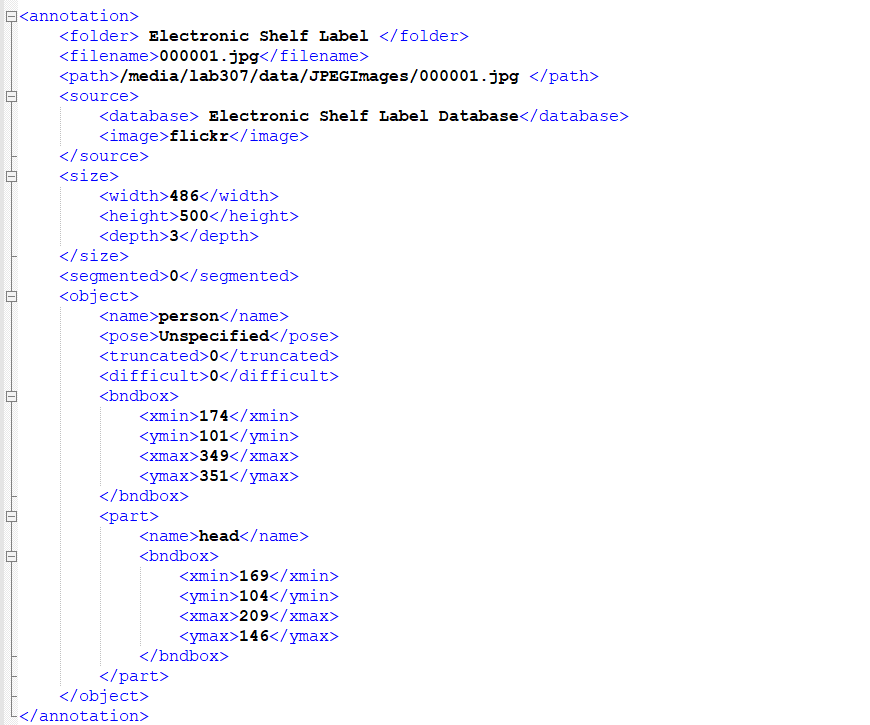 <annotation>
    <folder> Electronic Shelf Label </folder>
    <filename>000001.jpg</filename>
    <path>/media/lab307/data/JPEGImages/000001.jpg </path>
    <source>
        <database> Electronic Shelf Label Database</database>
        <image>flickr</image>
    </source>
    <size>
        <width>486</width>
        <height>500</height>
        <depth>3</depth>
    </size>
    <segmented>0</segmented>
    <object>
        <name>person</name>
        <pose>Unspecified</pose>
        <truncated>0</truncated>
        <difficult>0</difficult>
        <bndbox>
            <xmin>174</xmin>
            <ymin>101</ymin>
            <xmax>349</xmax>
            <ymax>351</ymax>
        </bndbox>
        <part>
            <name>head</name>
            <bndbox>
                <xmin>169</xmin>
                <ymin>104</ymin>
                <xmax>209</xmax>
                <ymax>146</ymax>
            </bndbox>
        </part>
    </object>
</annotation>